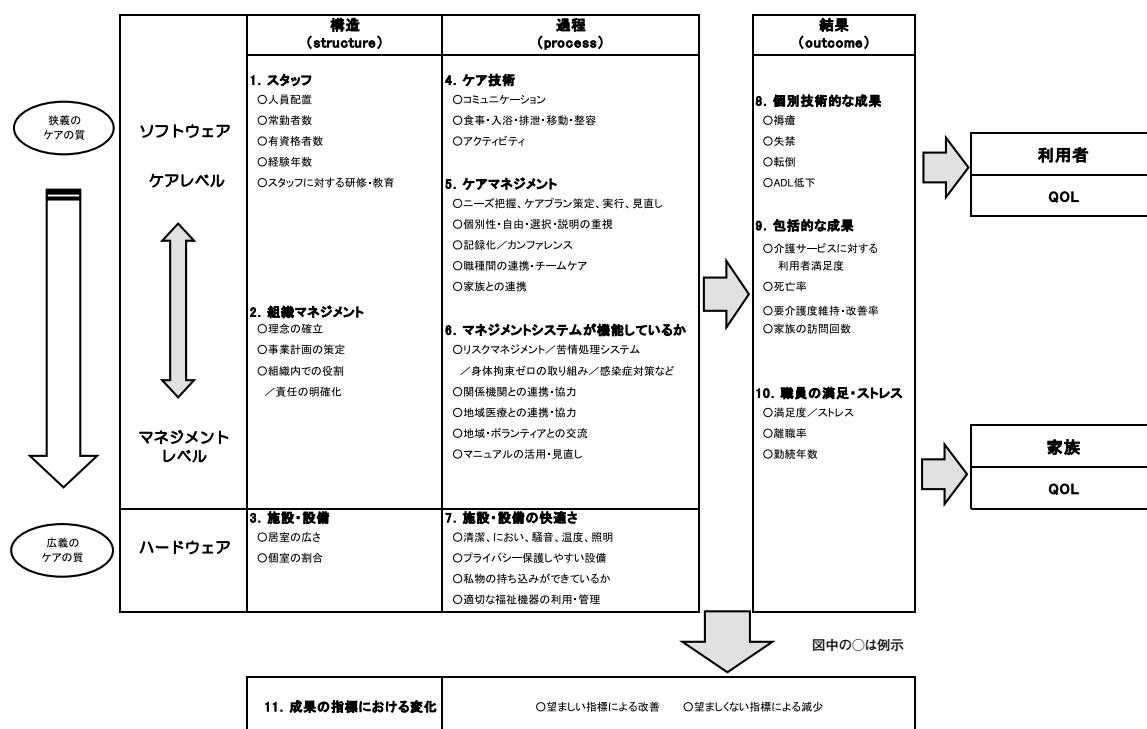 構造
(structure)
過程
(process)
結果
(outcome)
狭義の
ケアの質
広義の
ケアの質
ソフトウェア
ケアレベル
マネジメント
レベル
ハードウェア
1. スタッフ
○人員配置
○常勤者数
○有資格者数
○経験年数
○スタッフに対する研修・教育
2. 組織マネジメント
○理念の確立
○事業計画の策定
○組織内での役割
／責任の明確化
3. 施設・設備
○居室の広さ
○個室の割合
4. ケア技術
○コミュニケーション
○食事・入浴・排泄・移動・整容
○アクティビティ
5. ケアマネジメント
○ニーズ把握、ケアプラン策定、実行、見直し
○個別性・自由・選択・説明の重視
○記録化／カンファレンス
○職種間の連携・チームケア
○家族との連携
6. マネジメントシステムが機能しているか
○リスクマネジメント／苦情処理システム
／身体拘束ゼロの取り組み／感染症対策など
○関係機関との連携・協力
○地域医療との連携・協力
○地域・ボランティアとの交流
○マニュアルの活用・見直し
7. 施設・設備の快適さ
○清潔、におい、騒音、温度、照明
○プライバシー保護しやすい設備
○私物の持ち込みができているか
○適切な福祉機器の利用・管理
8. 個別技術的な成果
○褥瘡
○失禁
○転倒
○ADL低下
9. 包括的な成果
○介護サービスに対する
利用者満足度
○死亡率
○要介護度維持・改善率
○家族の訪問回数
10. 職員の満足・ストレス
○満足度／ストレス
○離職率
○勤続年数
利用者
QOL
家族
QOL
図中の○は例示
11. 成果の指標における変化
○望ましい指標による改善　○望ましくない指標による減少